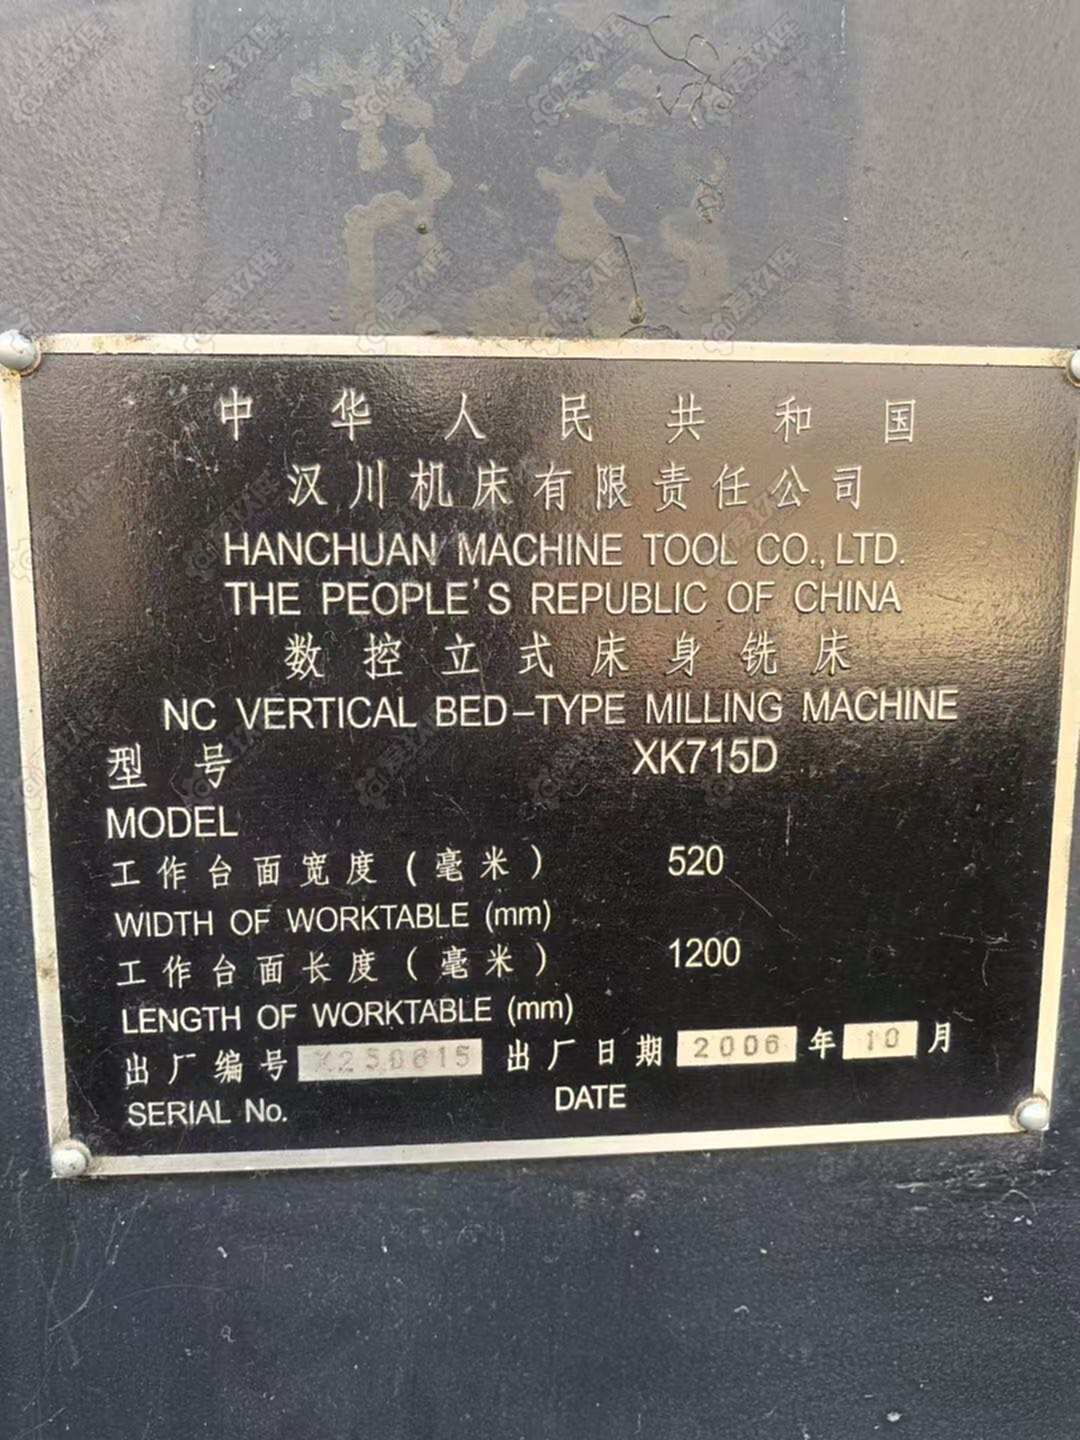 中华人民共和国
汉川机床有限责任公司
HANCHUAN MACHINE TOOL CO., LTD.
THE PEOPLE'S REPUBLIC OF CHINA
数控立式床身铣床
NC VERTICAL BED-TYPE MILLING MACHINE
型号 XK715D
MODEL
工作台面宽度(毫米) 520
WIDTH OF WORKTABLE (mm)
工作台面长度(毫米) 1200
LENGTH OF WORKTABLE (mm)
出厂编号 X250615 出厂日期 2006 年 10 月
SERIAL No. DATE